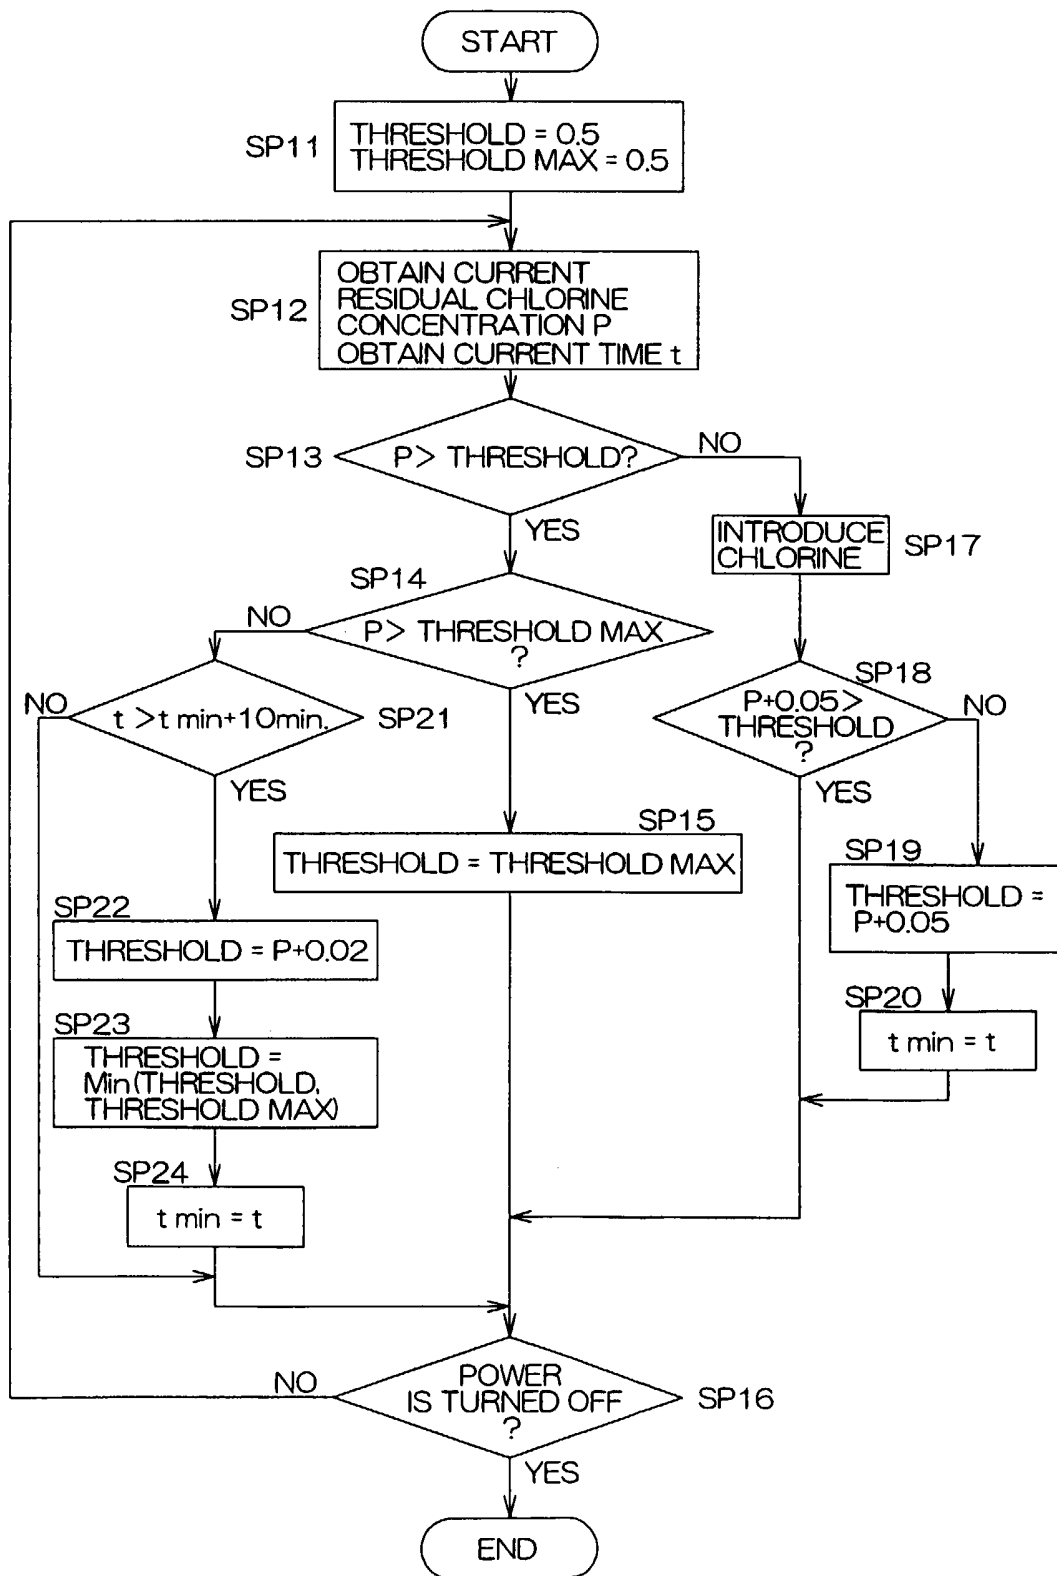 START
SP11
THRESHOLD = 0.5
THRESHOLD MAX = 0.5
SP12
OBTAIN CURRENT
RESIDUAL CHLORINE
CONCENTRATION P
OBTAIN CURRENT TIME t
SP13
P> THRESHOLD?
NO
YES
INTRODUCE
CHLORINE
SP17
SP14
NO
P> THRESHOLD MAX
?
YES
SP18
P+0.05>
THRESHOLD
?
NO
YES
NO
t >t min+10min.
SP21
YES
SP15
THRESHOLD = THRESHOLD MAX
SP19
THRESHOLD =
P+0.05
SP22
THRESHOLD = P+0.02
SP20
t min = t
SP23
THRESHOLD =
Min(THRESHOLD,
THRESHOLD MAX)
SP24
t min = t
NO
POWER
IS TURNED OFF
?
SP16
YES
END